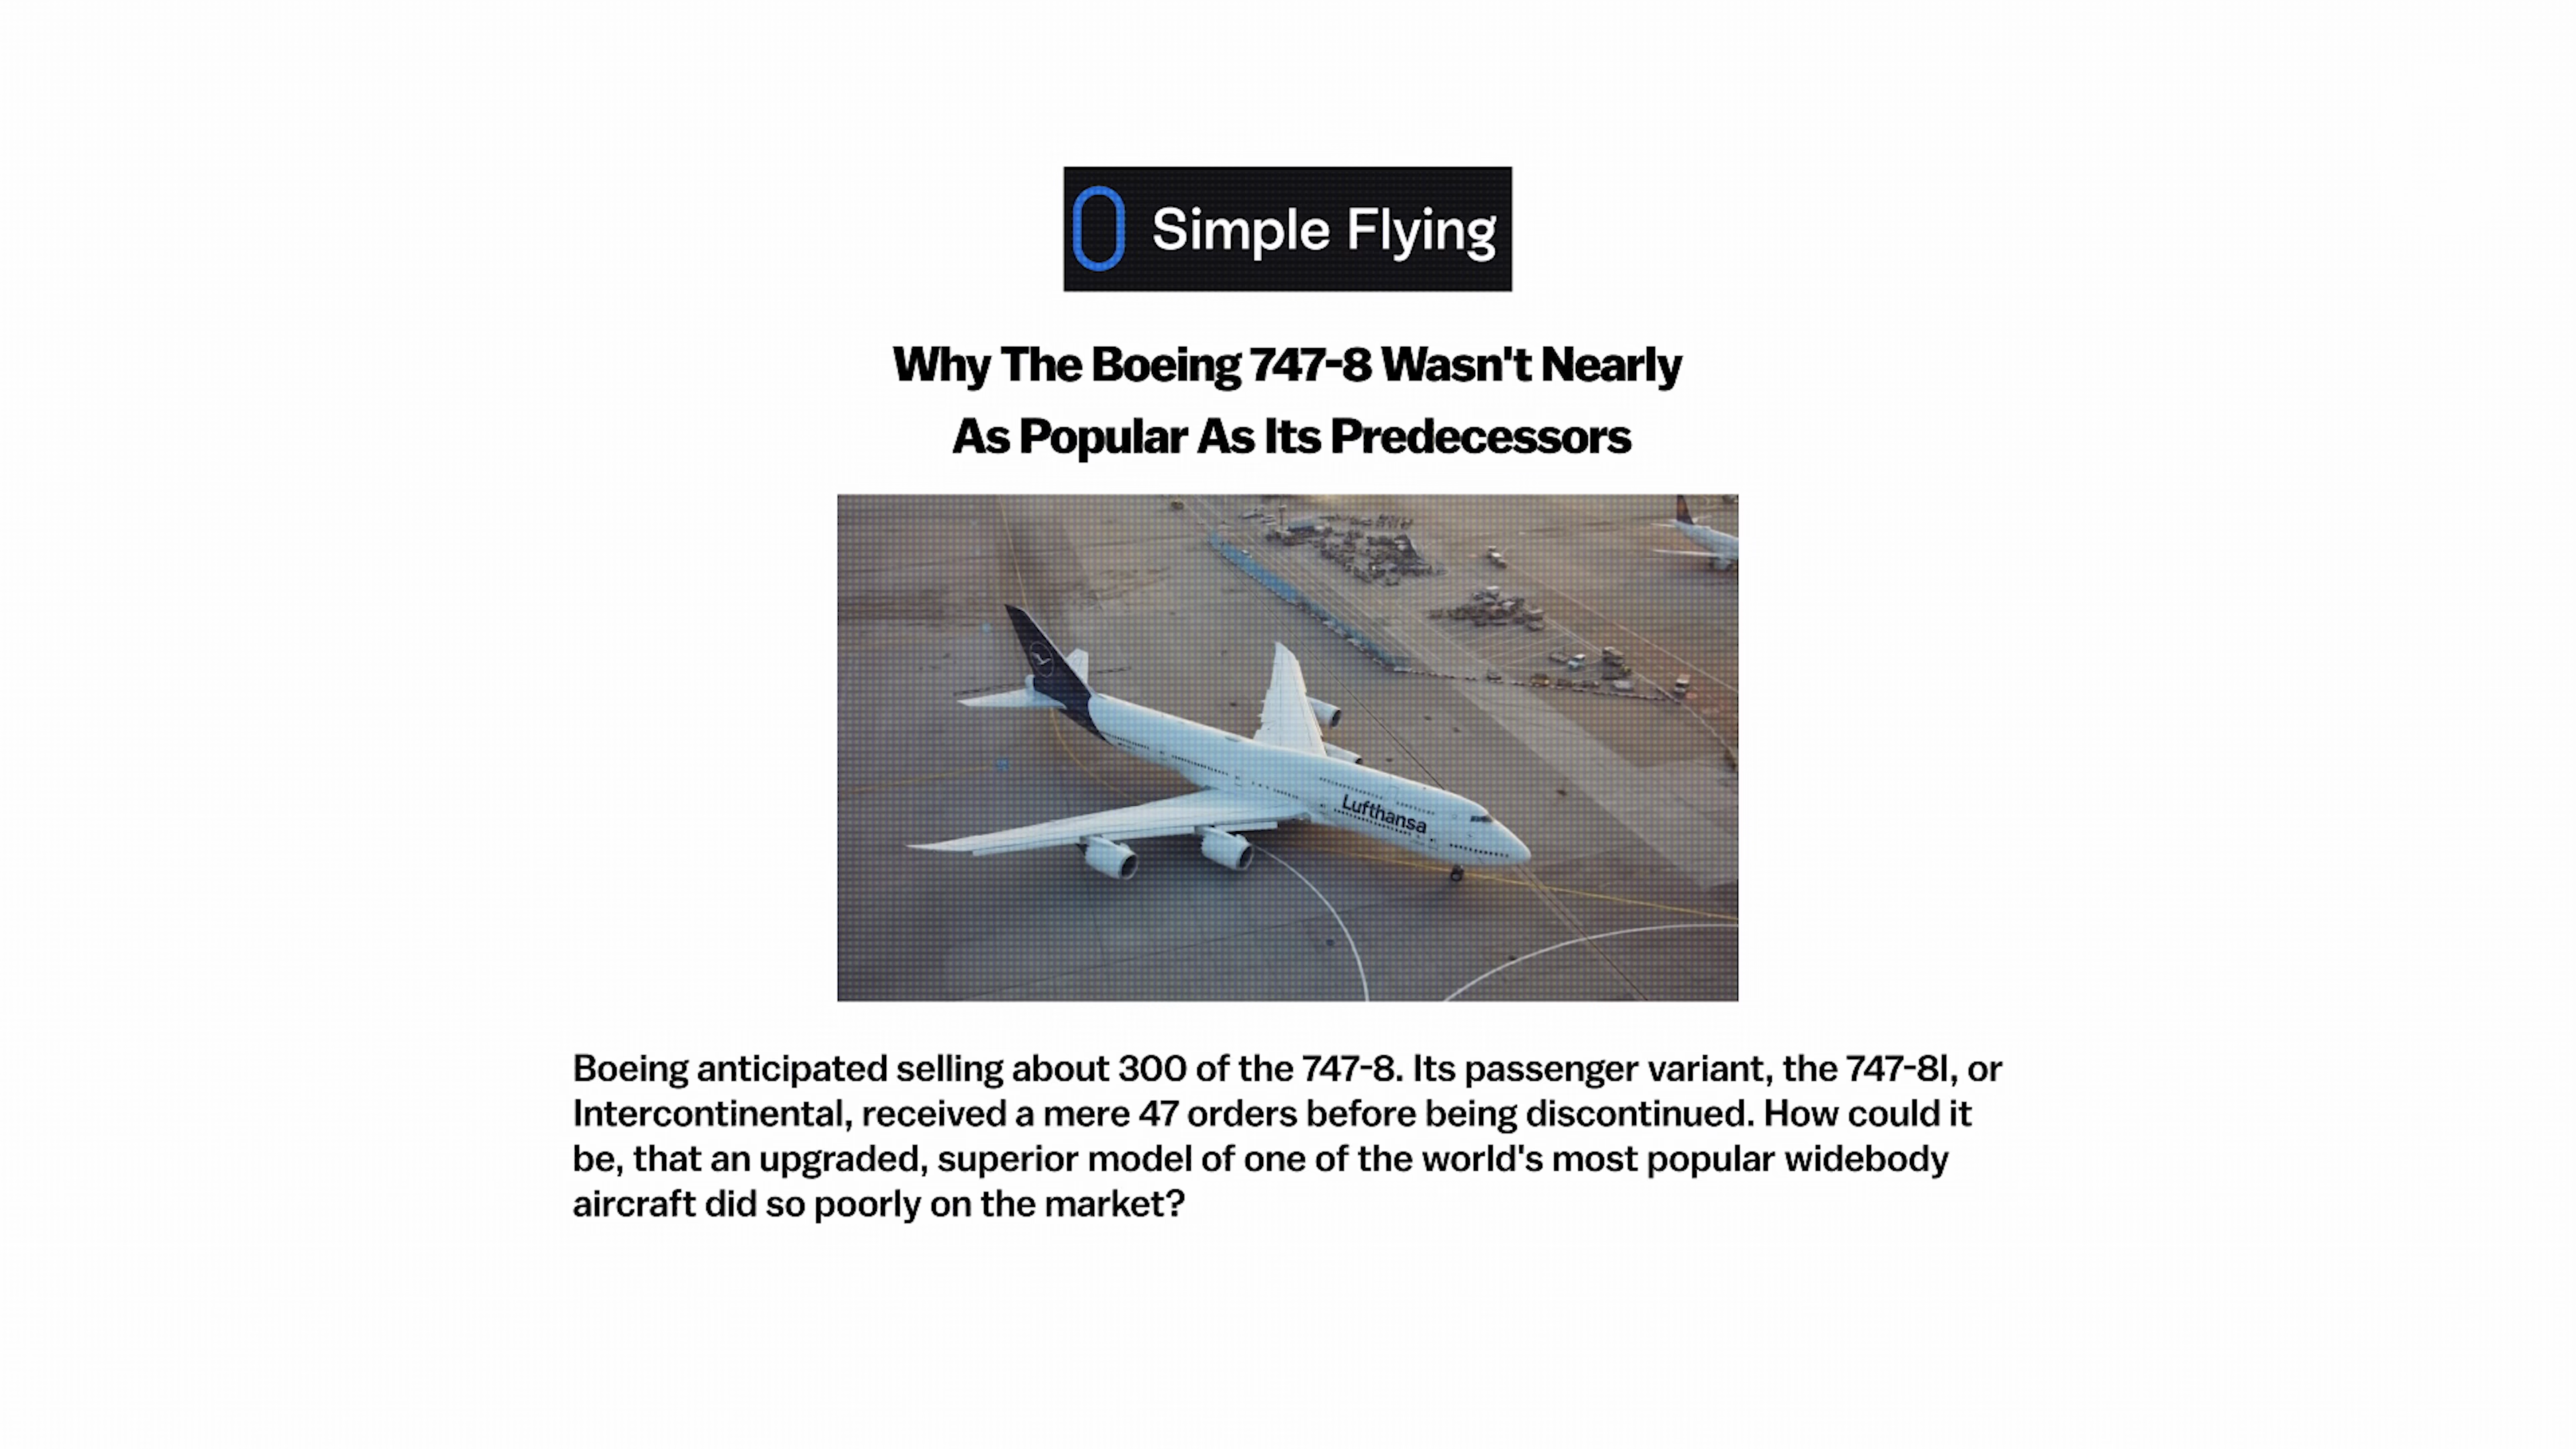 Simple Flying
Why The Boeing 747-8 Wasn't Nearly
As Popular As Its Predecessors
Lufthansa
Boeing anticipated selling about 300 of the 747-8. Its passenger variant, the 747-8I, or
Intercontinental, received a mere 47 orders before being discontinued. How could it
be, that an upgraded, superior model of one of the world's most popular widebody
aircraft did so poorly on the market?